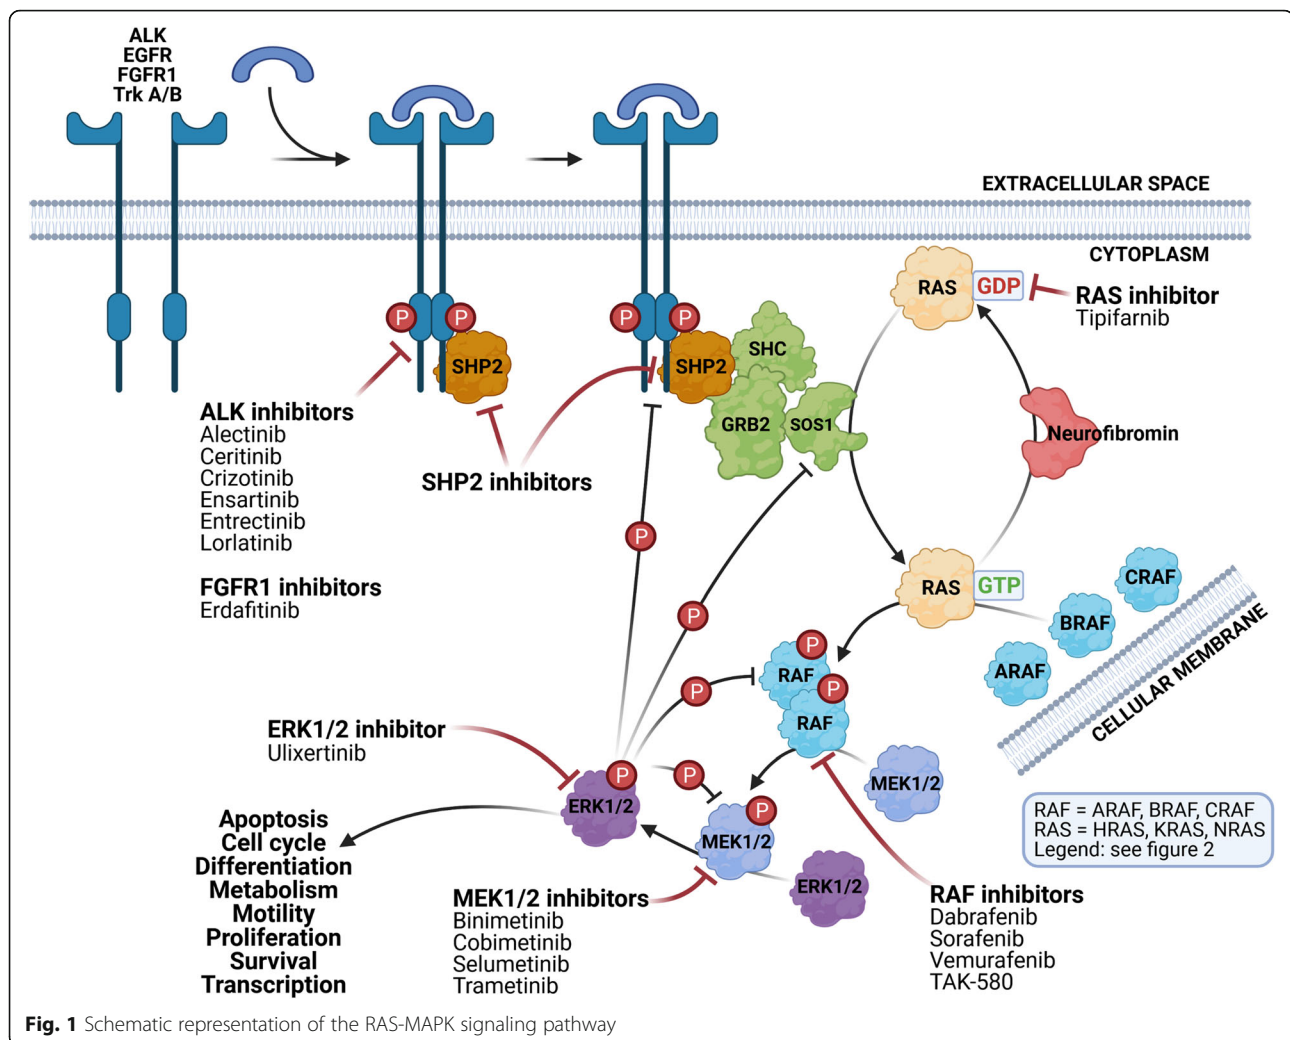 ALK
EGFR
FGFR1
Trk A/B
EXTRACELLULAR SPACE
CYTOPLASM
RAS
GDP
RAS inhibitor
Tipifarnib
P
P
SHP2
P
P
SHP2
SHC
GRB2
SOS1
Neurofibromin
ALK inhibitors
Alectinib
Ceritinib
Crizotinib
Ensartinib
Entrectinib
Lorlatinib
FGFR1 inhibitors
Erdafitinib
SHP2 inhibitors
P
P
P
P
RAS
GTP
CRAF
BRAF
ARAF
CELLULAR MEMBRANE
P
RAF
P
RAF
MEK1/2
ERK1/2 inhibitor
Ulixertinib
P
ERK1/2
P
MEK1/2
ERK1/2
Apoptosis
Cell cycle
Differentiation
Metabolism
Motility
Proliferation
Survival
Transcription
MEK1/2 inhibitors
Binimetinib
Cobimetinib
Selumetinib
Trametinib
RAF = ARAF, BRAF, CRAF
RAS = HRAS, KRAS, NRAS
Legend: see figure 2
RAF inhibitors
Dabrafenib
Sorafenib
Vemurafenib
TAK-580
Fig. 1 Schematic representation of the RAS-MAPK signaling pathway